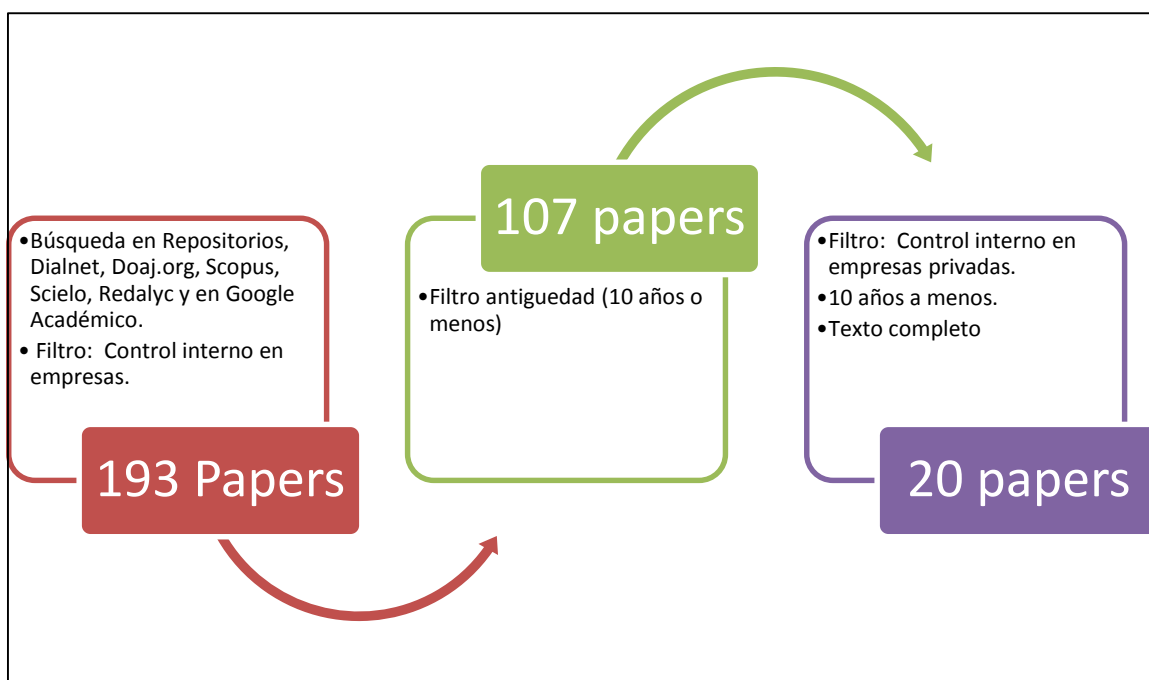 •Búsqueda en Repositorios,
Dialnet, Doaj.org, Scopus,
Scielo, Redalyc y en Google
Académico.
• Filtro: Control interno en
empresas.
193 Papers
107 papers
•Filtro antiguedad (10 años o
menos)
•Filtro: Control interno en
empresas privadas.
•10 años a menos.
•Texto completo
20 papers